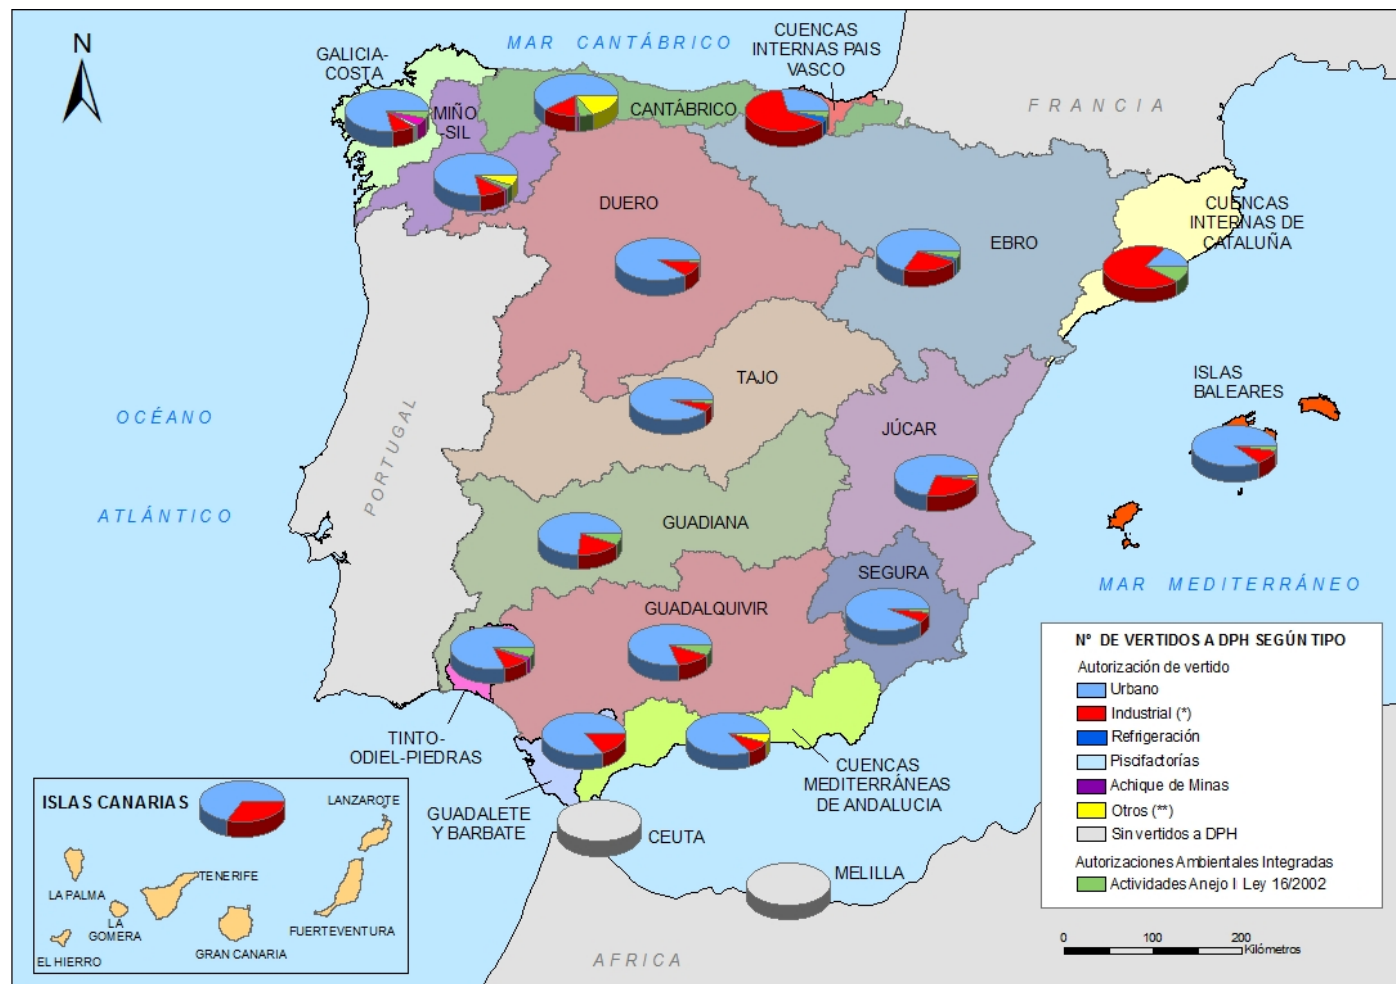 N
MAR CANTÁBRICO
CUENCAS
INTERNAS PAIS
VASCO
GALICIA-
COSTA
FRANCIA
MIÑO
SIL
CANTÁBRICO
DUERO
EBRO
CUENCAS
INTERNAS DE
CATALUÑA
TAJO
ISLAS
BALEARES
OCÉANO
JÚCAR
PORTUGAL
ATLÁNTICO
GUADIANA
SEGURA
MAR MEDITERRÁNEO
GUADALQUIVIR
TINTO-
ODIEL-PIEDRAS
CUENCAS
MEDITERRÁNEAS
DE ANDALUCIA
GUADALETE
Y BARBATE
CEUTA
MELILLA
AFRICA
ISLAS CANARIAS
LANZAROTE
LA PALMA
TENERIFE
LA
GOMERA
EL HIERRO
GRAN CANARIA
FUERTEVENTURA
Nº DE VERTIDOS A DPH SEGÚN TIPO
Autorización de vertido
Urbano
Industrial (*)
Refrigeración
Piscifactorías
Achique de Minas
Otros (**)
Sin vertidos a DPH
Autorizaciones Ambientales Integradas
Actividades Anejo I Ley 16/2002
0 100 200
Kilómetros